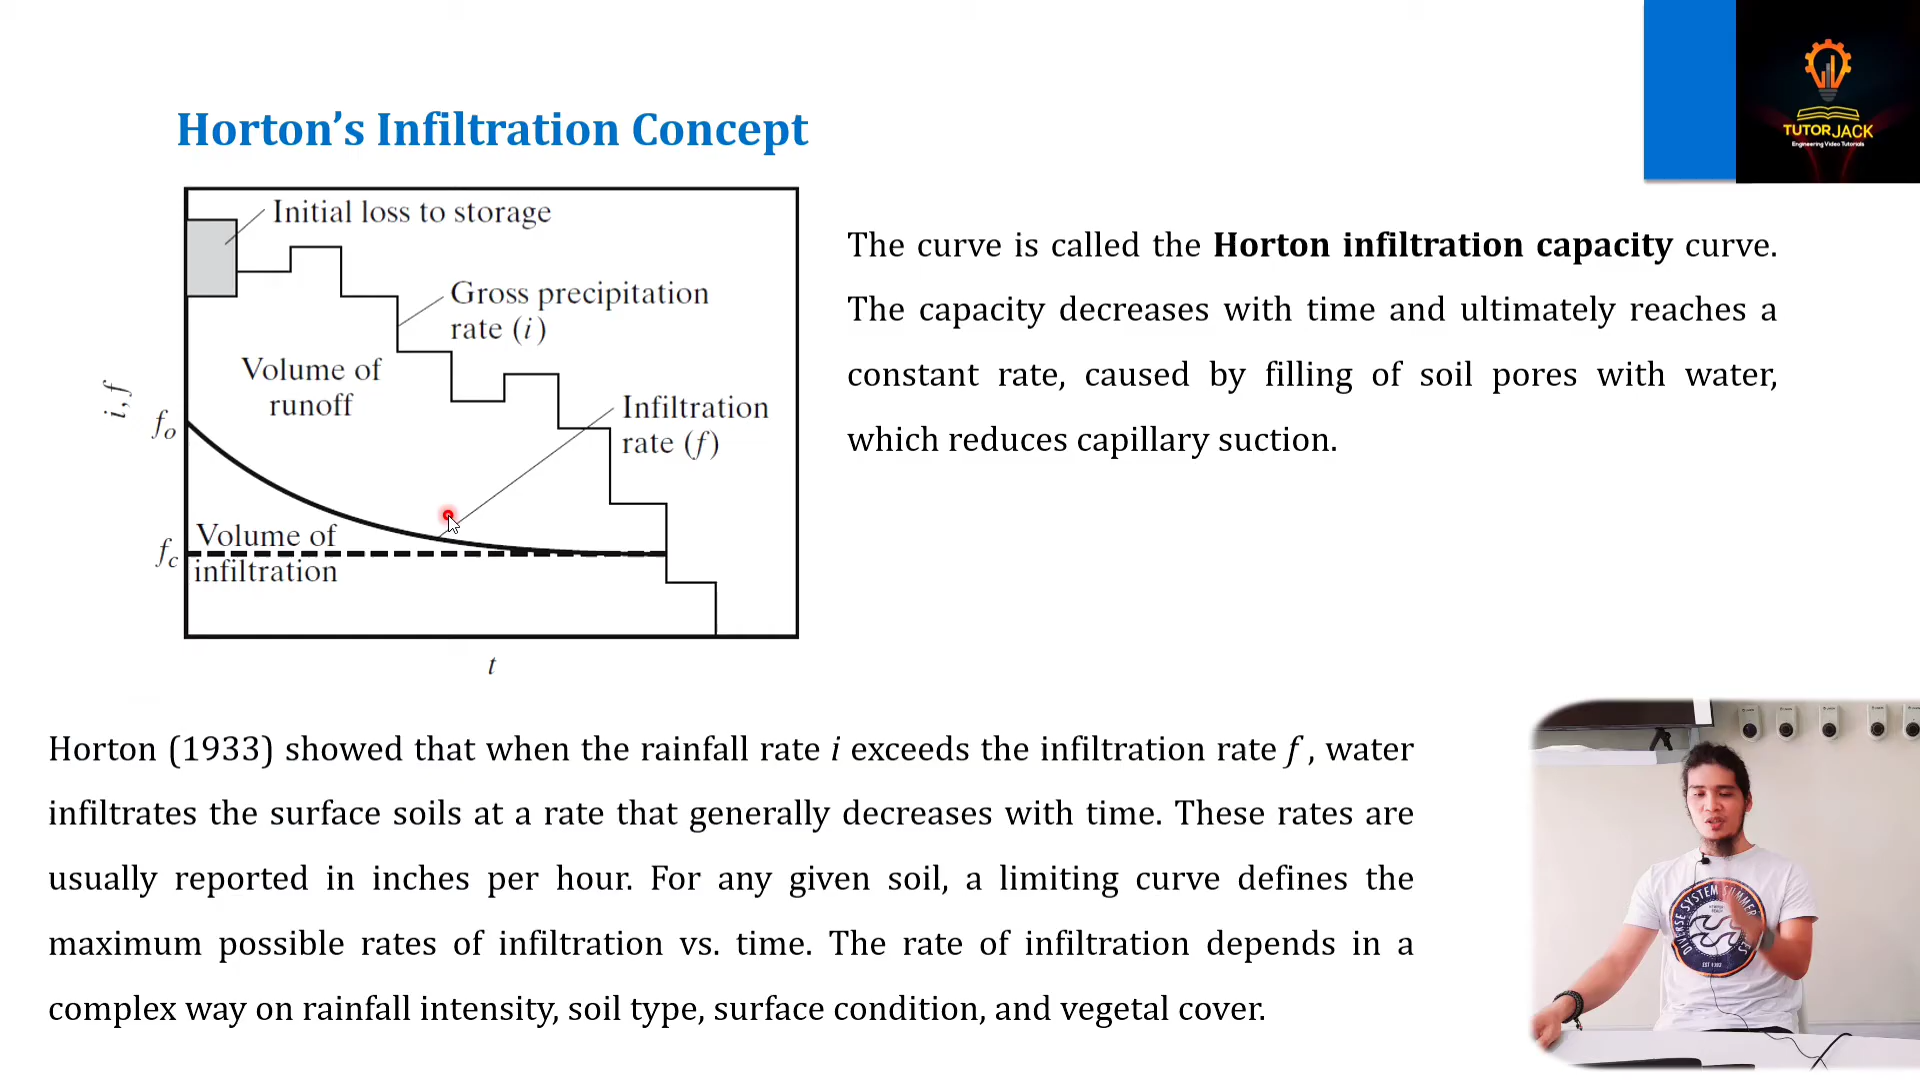 TUTORJACK
Engineering Video Tutorials
Horton’s Infiltration Concept
Initial loss to storage
Gross precipitation
rate (i)
Volume of
runoff
Infiltration
rate (f)
i, f
fo
fc
Volume of
infiltration
t
The curve is called the Horton infiltration capacity curve.
The capacity decreases with time and ultimately reaches a
constant rate, caused by filling of soil pores with water,
which reduces capillary suction.
Horton (1933) showed that when the rainfall rate i exceeds the infiltration rate f , water
infiltrates the surface soils at a rate that generally decreases with time. These rates are
usually reported in inches per hour. For any given soil, a limiting curve defines the
maximum possible rates of infiltration vs. time. The rate of infiltration depends in a
complex way on rainfall intensity, soil type, surface condition, and vegetal cover.
SYSTEM SUMMER